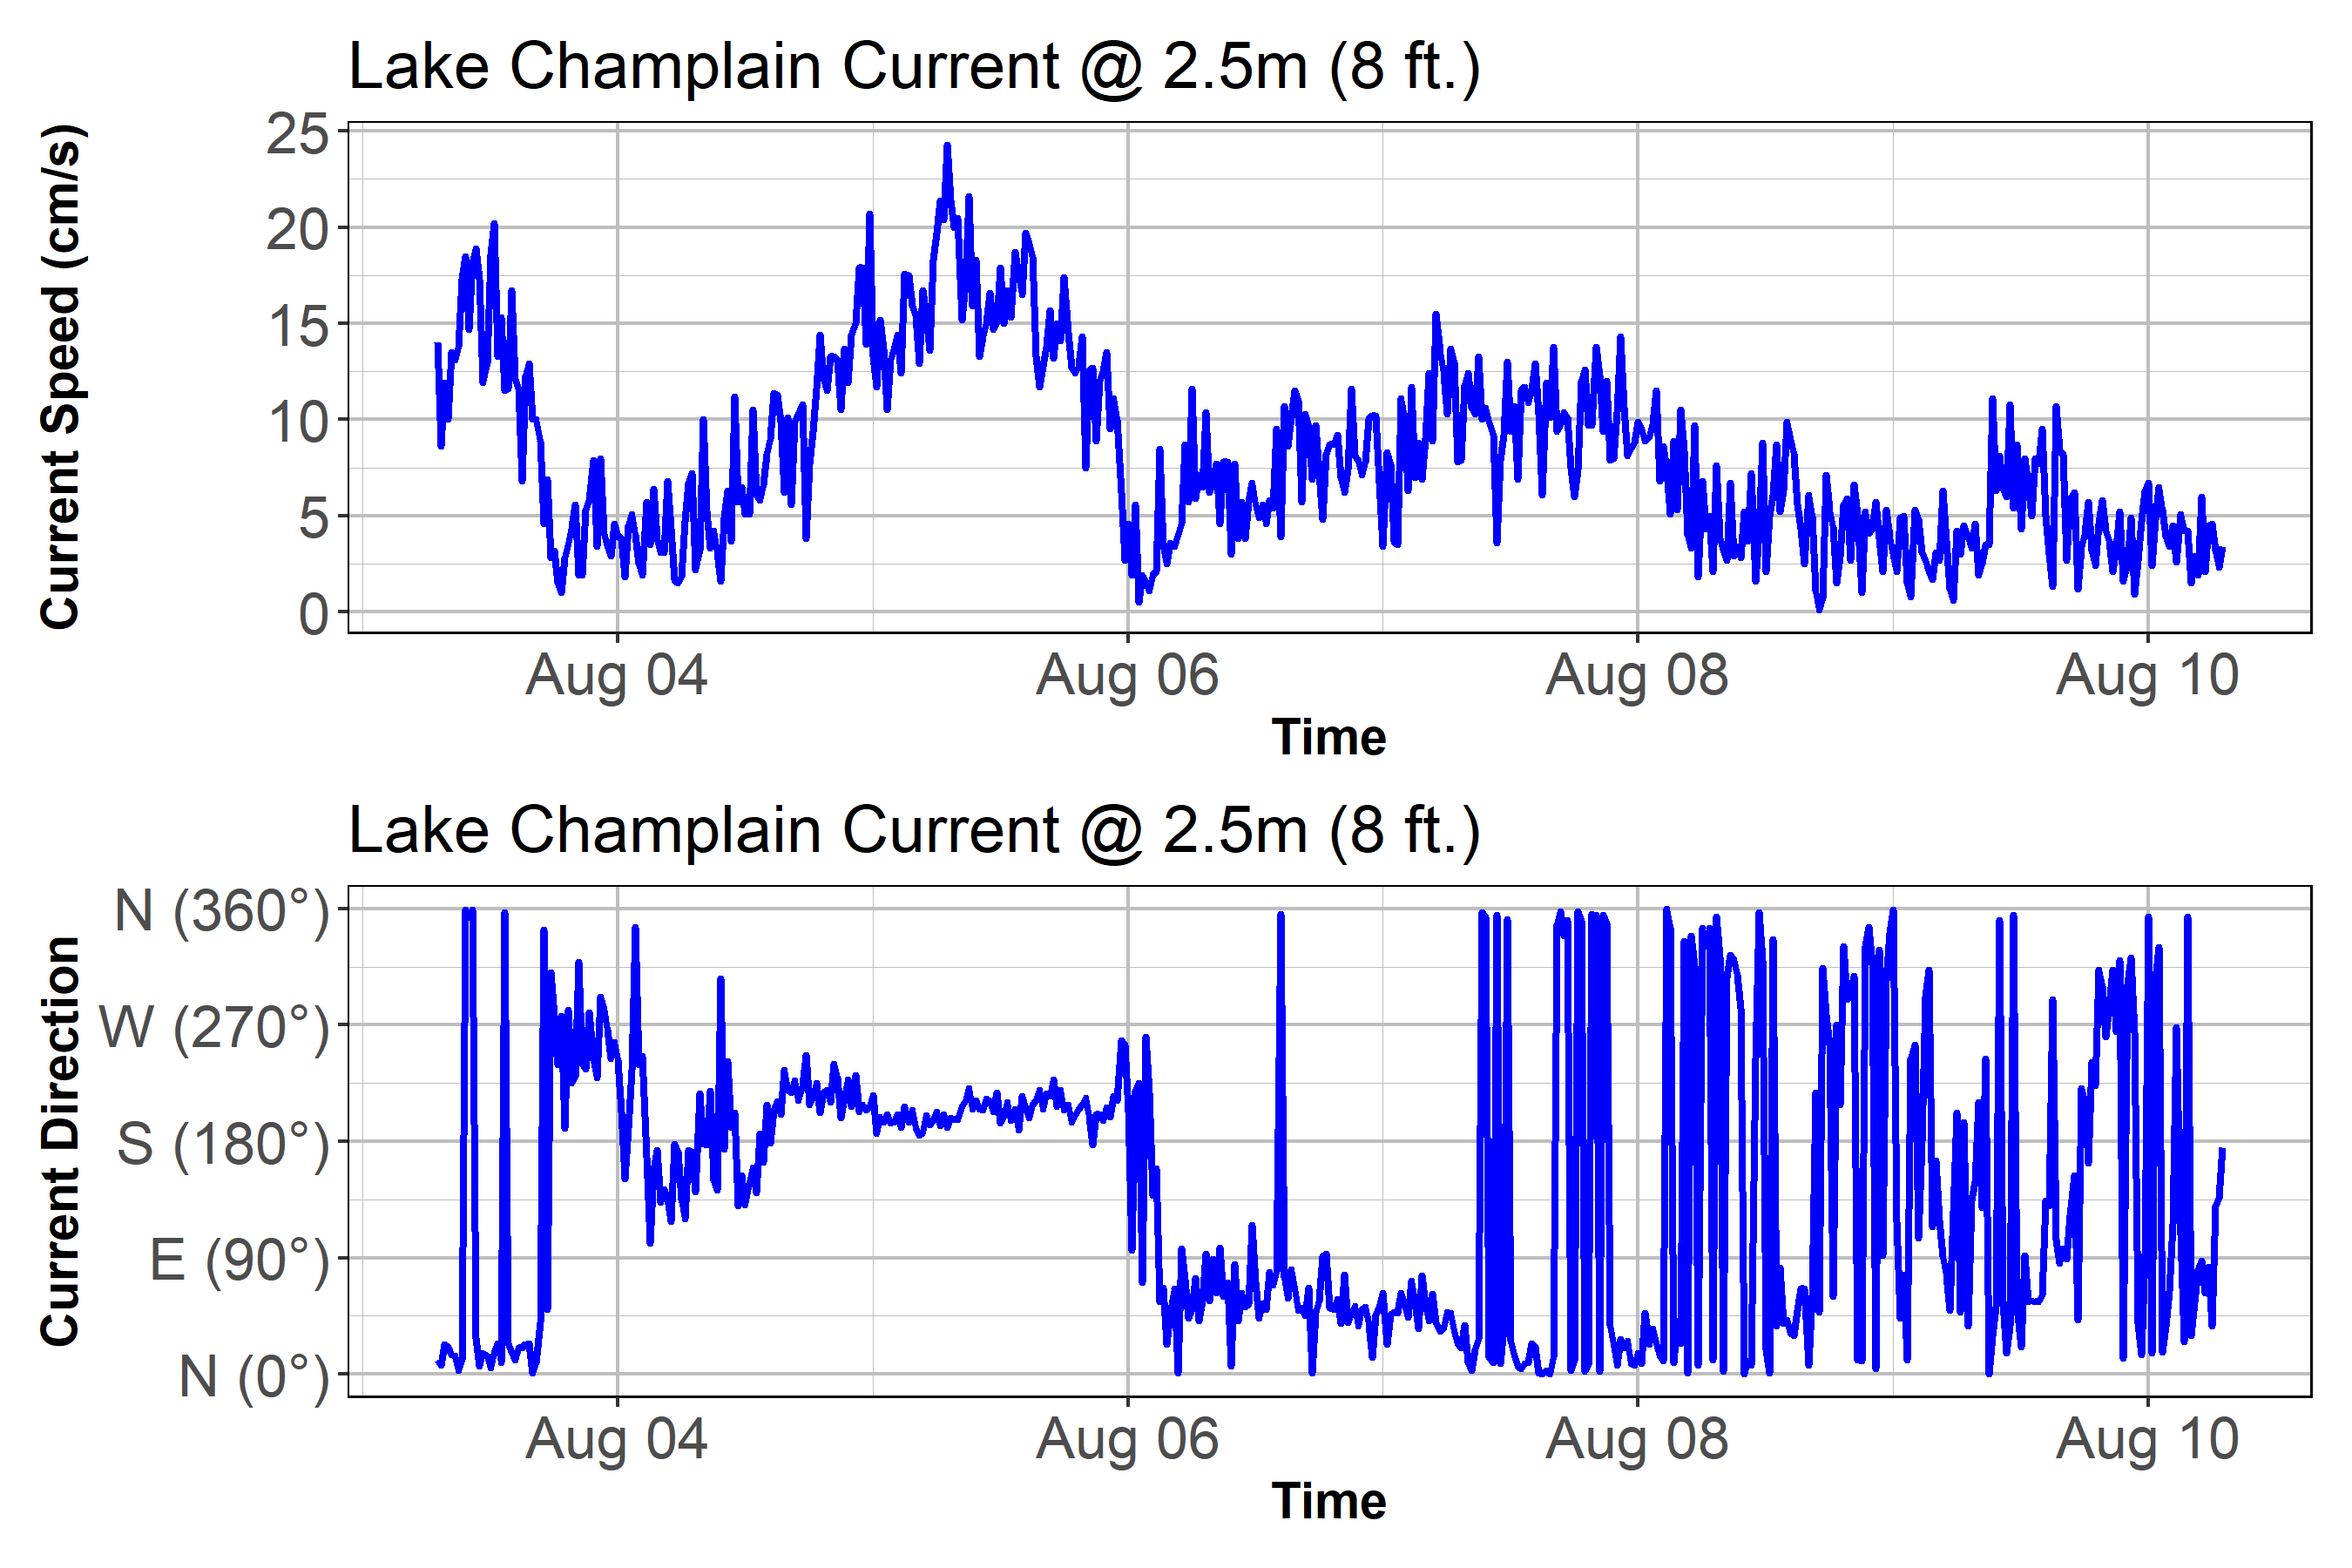 Lake Champlain Current @ 2.5m (8 ft.)
Current Speed (cm/s)
25
20
15
10
5
0
Aug 04 Aug 06 Aug 08 Aug 10
Time
Lake Champlain Current @ 2.5m (8 ft.)
Current Direction
N (360°)
W (270°)
S (180°)
E (90°)
N (0°)
Aug 04 Aug 06 Aug 08 Aug 10
Time